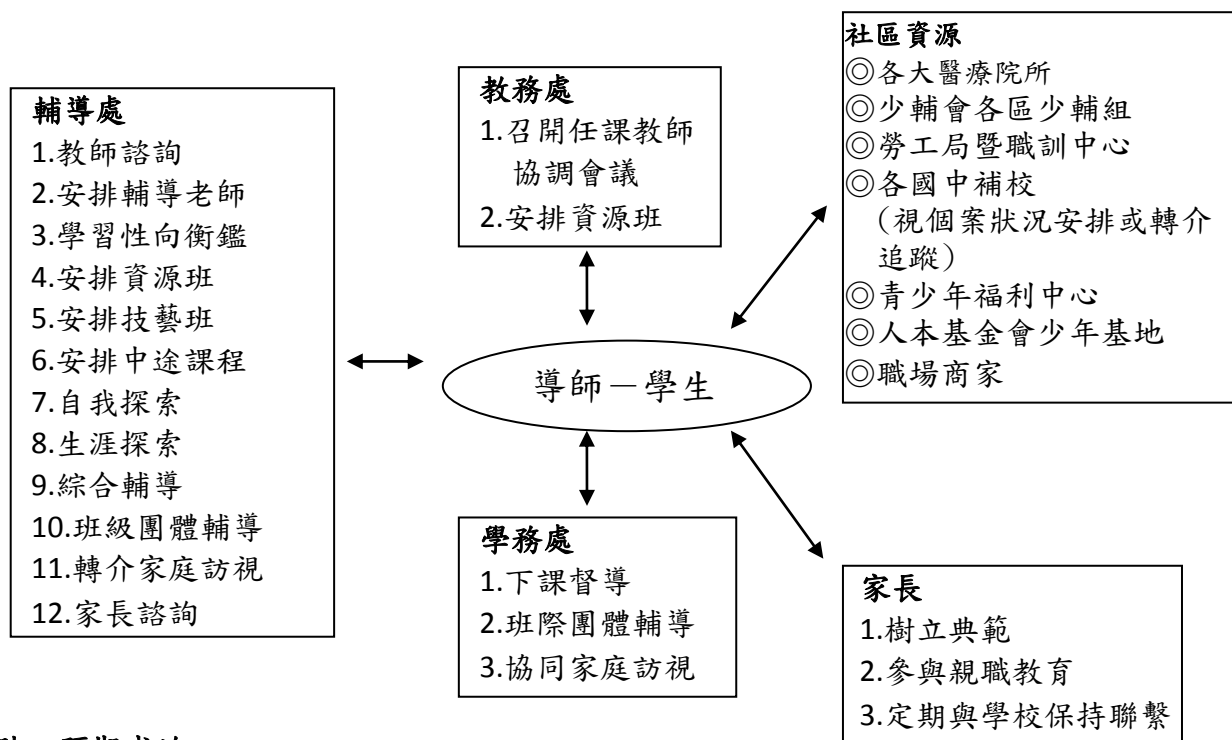 輔導處
1.教師諮詢
2.安排輔導老師
3.學習性向衡鑑
4.安排資源班
5.安排技藝班
6.安排中途課程
7.自我探索
8.生涯探索
9.綜合輔導
10.班級團體輔導
11.轉介家庭訪視
12.家長諮詢
教務處
1.召開任課教師
協調會議
2.安排資源班
社區資源
◎各大醫療院所
◎少輔會各區少輔組
◎勞工局暨職訓中心
◎各國中補校
(視個案狀況安排或轉介
追蹤)
◎青少年福利中心
◎人本基金會少年基地
◎職場商家
導師－學生
學務處
1.下課督導
2.班際團體輔導
3.協同家庭訪視
家長
1.樹立典範
2.參與親職教育
3.定期與學校保持聯繫